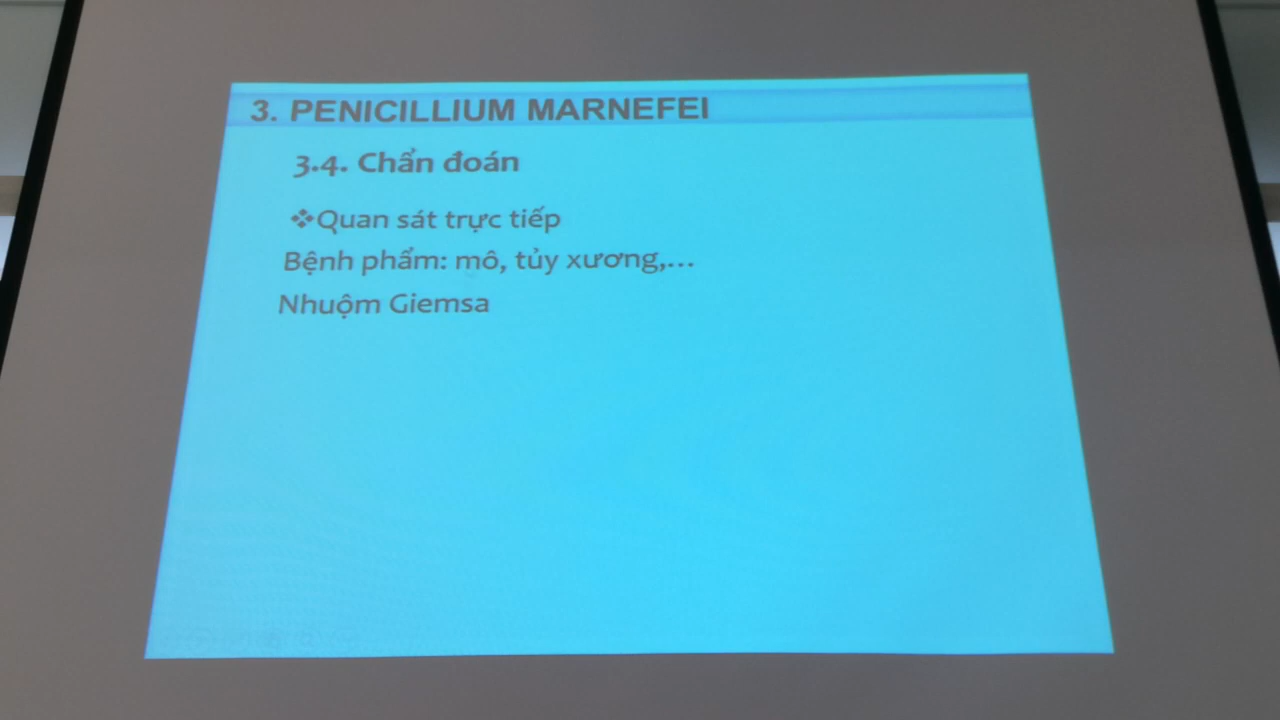 3. PENICILLIUM MARNEFEI
3.4. Chẩn đoán
❖Quan sát trực tiếp
Bệnh phẩm: mô, tủy xương,...
Nhuộm Giemsa